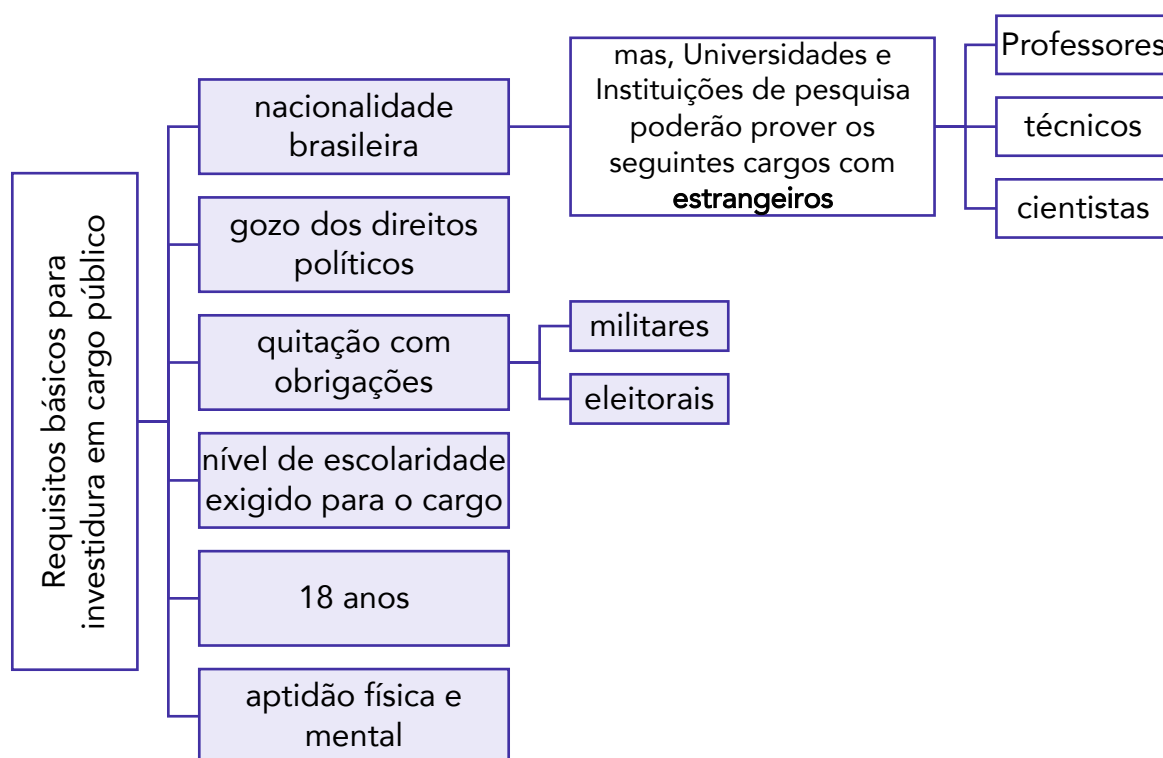 Requisitos básicos para
investidura em cargo público
nacionalidade
brasileira
mas, Universidades e
Instituições de pesquisa
poderão prover os
seguintes cargos com
estrangeiros
Professores
técnicos
cientistas
gozo dos direitos
políticos
quitação com
obrigações
militares
eleitorais
nível de escolaridade
exigido para o cargo
18 anos
aptidão física e
mental